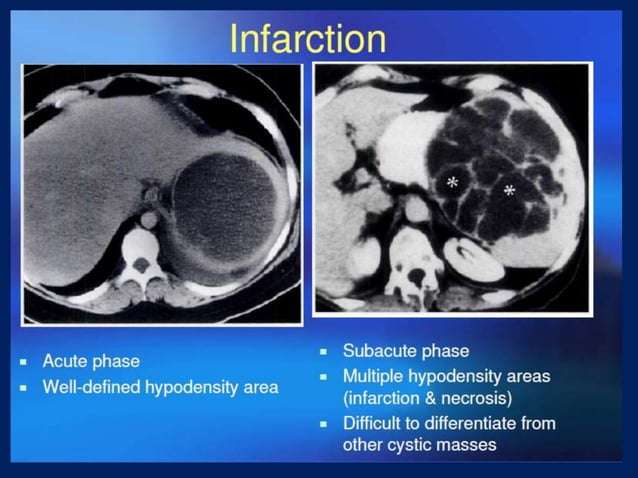 Infarction
* *
▪ Acute phase
▪ Well-defined hypodensity area
▪ Subacute phase
▪ Multiple hypodensity areas
(infarction & necrosis)
▪ Difficult to differentiate from
other cystic masses